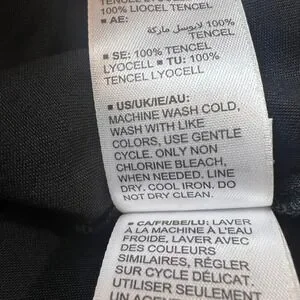 100% LIOCEL TENCEL
■ AE:
100% لايوسل ماركة
TENCEL
■ SE: 100% TENCEL
LYOCELL ■ TU: 100%
TENCEL LYOCELL
■ US/UK/IE/AU:
MACHINE WASH COLD,
WASH WITH LIKE
COLORS, USE GENTLE
CYCLE. ONLY NON
CHLORINE BLEACH,
WHEN NEEDED. LINE
DRY. COOL IRON. DO
NOT DRY CLEAN.
■ CA/FR/BE/LU: LAVER
À LA MACHINE À L'EAU
FROIDE, LAVER AVEC
DES COULEURS
SIMILAIRES, RÉGLER
SUR CYCLE DÉLICAT.
UTILISER SEULEMENT